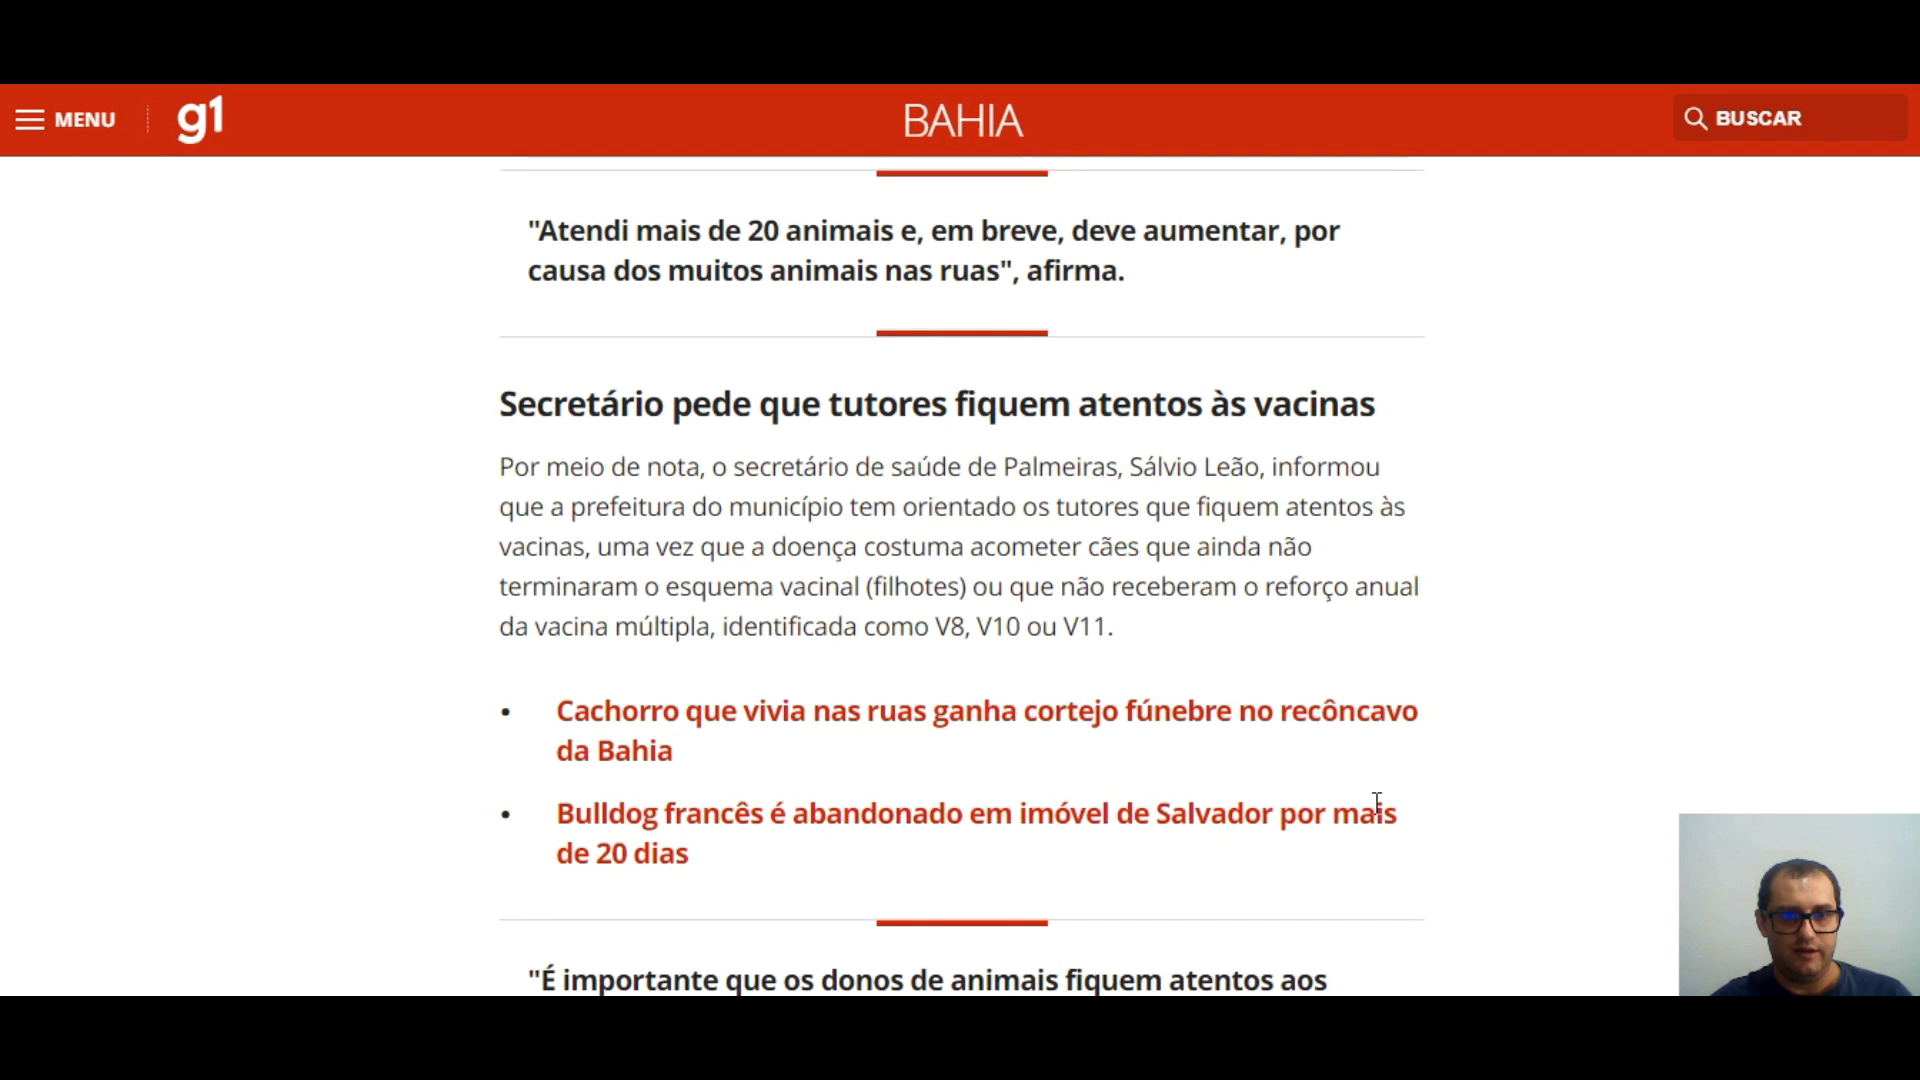 MENU
g1
BAHIA
BUSCAR
"Atendi mais de 20 animais e, em breve, deve aumentar, por
causa dos muitos animais nas ruas", afirma.
Secretário pede que tutores fiquem atentos às vacinas
Por meio de nota, o secretário de saúde de Palmeiras, Sálvio Leão, informou
que a prefeitura do município tem orientado os tutores que fiquem atentos às
vacinas, uma vez que a doença costuma acometer cães que ainda não
terminaram o esquema vacinal (filhotes) ou que não receberam o reforço anual
da vacina múltipla, identificada como V8, V10 ou V11.
• Cachorro que vivia nas ruas ganha cortejo fúnebre no recôncavo
da Bahia
• Bulldog francês é abandonado em imóvel de Salvador por mais
de 20 dias
"É importante que os donos de animais fiquem atentos aos